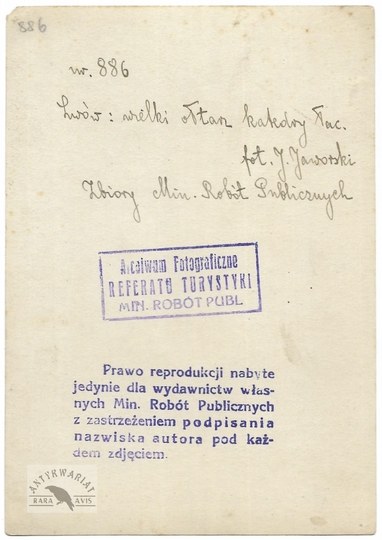 886
nr. 886
Lwów: wielki ołtarz katedry łac.
fot. J. Jaworski
Zbiory Min. Robót Publicznych
Archiwum Fotograficzne
REFERATU TURYSTYKI
MIN. ROBÓT PUBL.
Prawo reprodukcji nabyte
jedynie dla wydawnictw włas-
nych Min. Robót Publicznych
z zastrzeżeniem podpisania
nazwiska autora pod każ-
dem zdjęciem.
ANTYKWARIAT
RARA AVIS